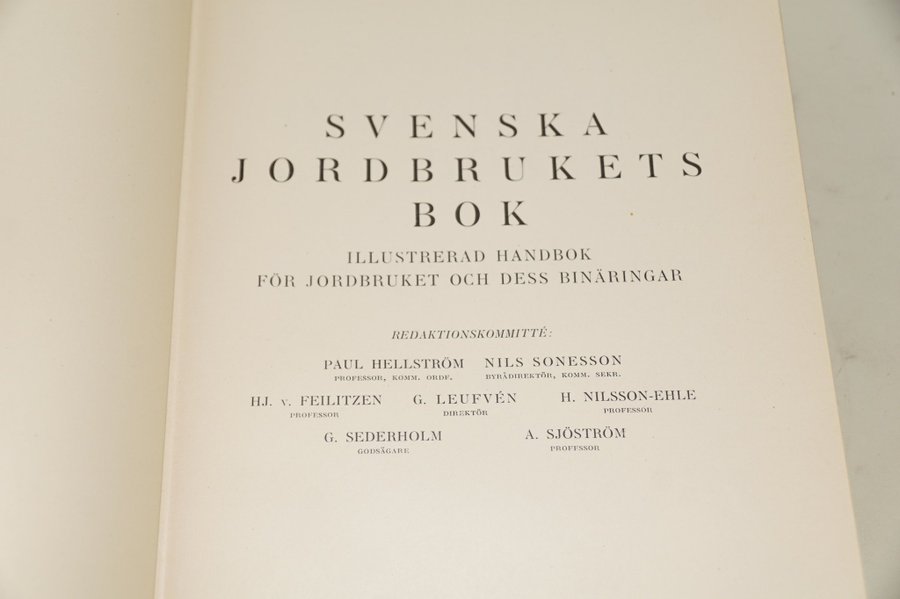 SVENSKA
JORDBRUKETS
BOK
ILLUSTRERAD HANDBOK
FÖR JORDBRUKET OCH DESS BINÄRINGAR
REDAKTIONSKOMMITTÉ:
PAUL HELLSTRÖM NILS SONESSON
PROFESSOR, KOMM. ORDF. BYRÅDIREKTÖR, KOMM. SEKR.
HJ. v. FEILITZEN G. LEUFVÉN H. NILSSON-EHLE
PROFESSOR DIREKTÖR PROFESSOR
G. SEDERHOLM A. SJÖSTRÖM
GODSÄGARE PROFESSOR